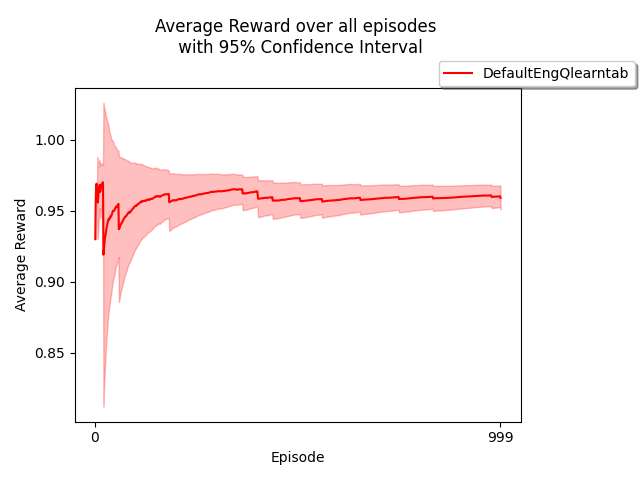 Average Reward over all episodes
with 95% Confidence Interval
DefaultEngQlearntab
1.00
0.95
0.90
0.85
Average Reward
0
999
Episode